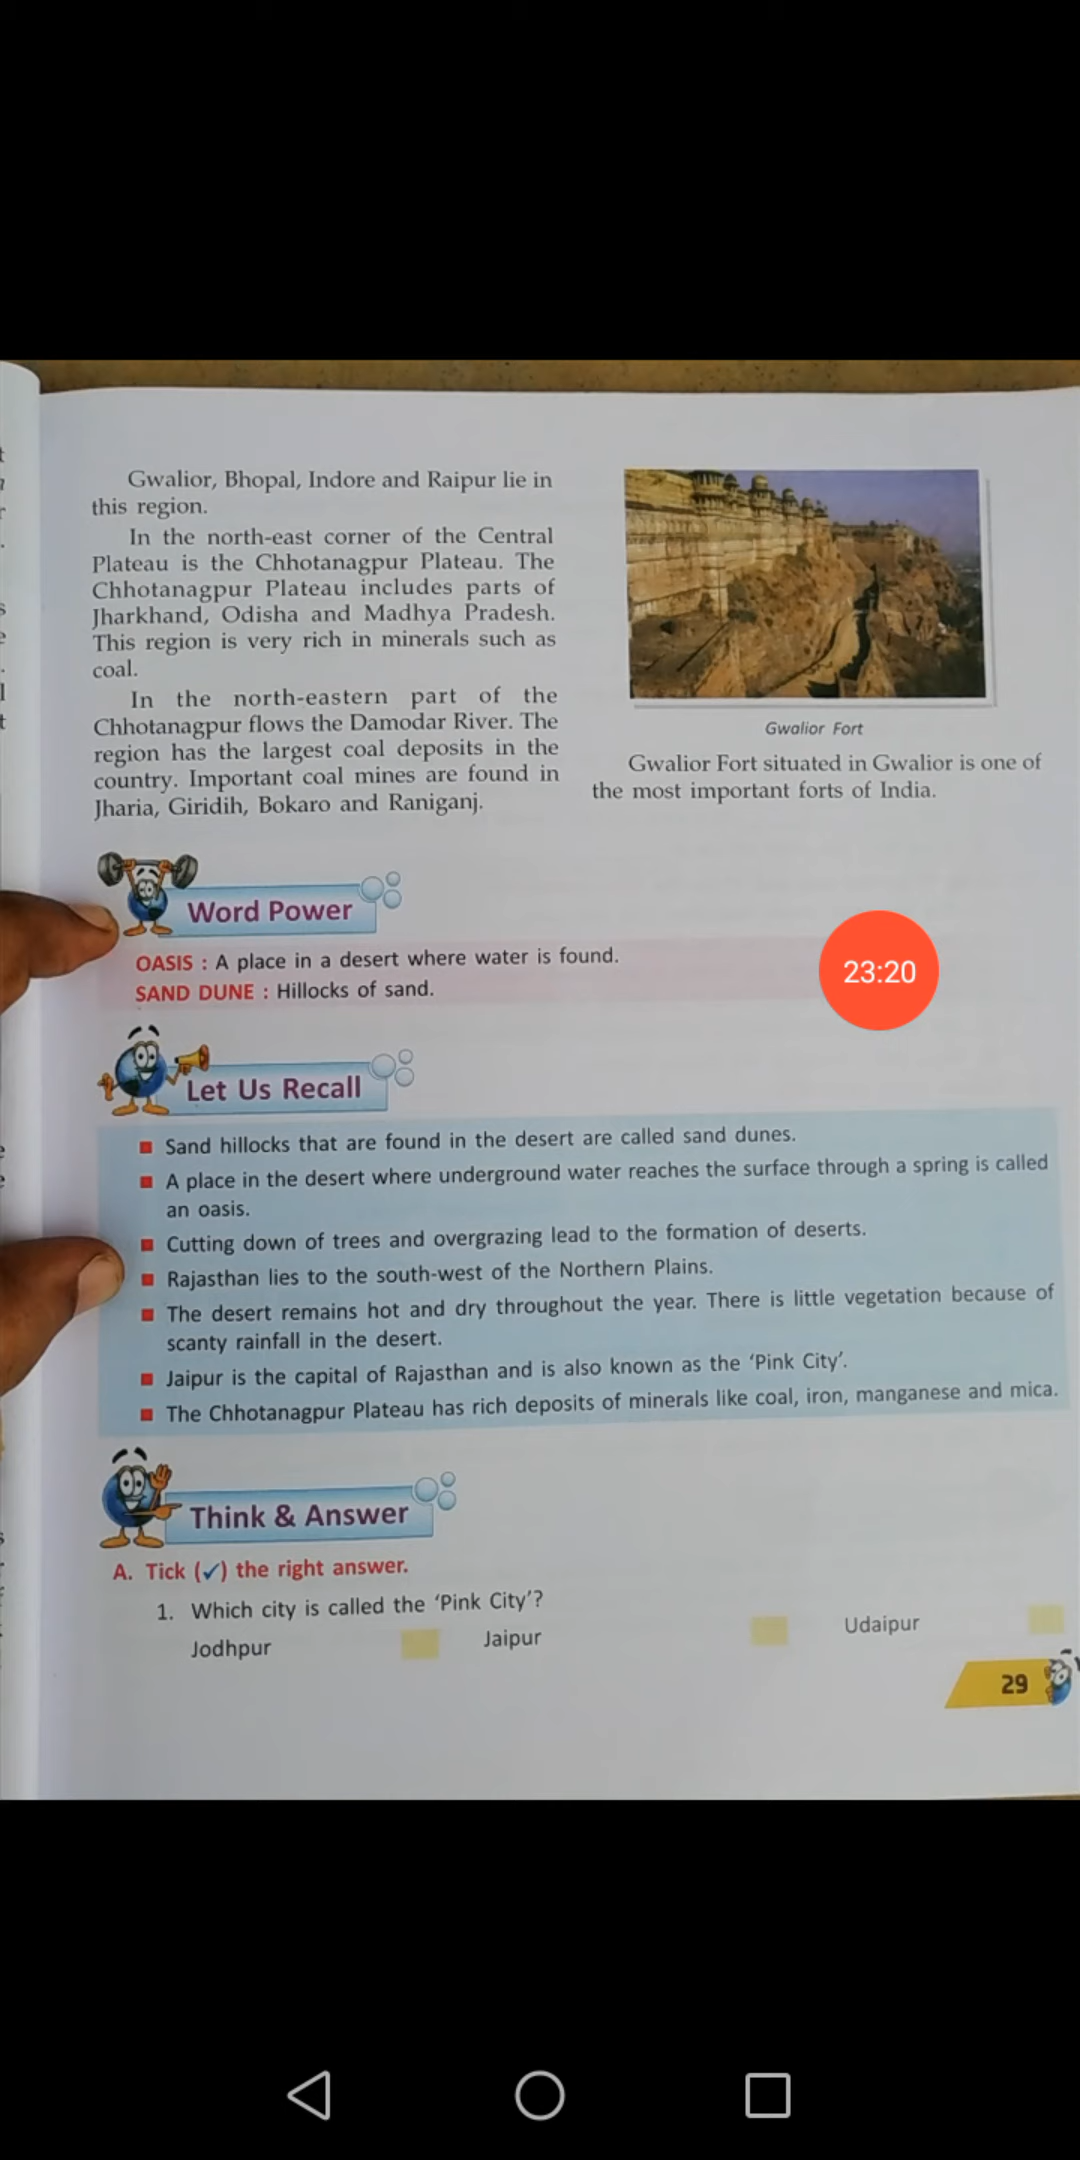 Gwalior, Bhopal, Indore and Raipur lie in
this region.
In the north-east corner of the Central
Plateau is the Chhotanagpur Plateau. The
Chhotanagpur Plateau includes parts of
Jharkhand, Odisha and Madhya Pradesh.
This region is very rich in minerals such as
coal.
In the north-eastern part of the
Chhotanagpur flows the Damodar River. The
region has the largest coal deposits in the
country. Important coal mines are found in
Jharia, Giridih, Bokaro and Raniganj.
Gwalior Fort
Gwalior Fort situated in Gwalior is one of
the most important forts of India.
Word Power
OASIS : A place in a desert where water is found.
SAND DUNE : Hillocks of sand.
23:20
Let Us Recall
Sand hillocks that are found in the desert are called sand dunes.
A place in the desert where underground water reaches the surface through a spring is called
an oasis.
Cutting down of trees and overgrazing lead to the formation of deserts.
Rajasthan lies to the south-west of the Northern Plains.
The desert remains hot and dry throughout the year. There is little vegetation because of
scanty rainfall in the desert.
Jaipur is the capital of Rajasthan and is also known as the ‘Pink City’.
The Chhotanagpur Plateau has rich deposits of minerals like coal, iron, manganese and mica.
Think & Answer
A. Tick (✓) the right answer.
1. Which city is called the ‘Pink City’?
Jodhpur Jaipur Udaipur
29